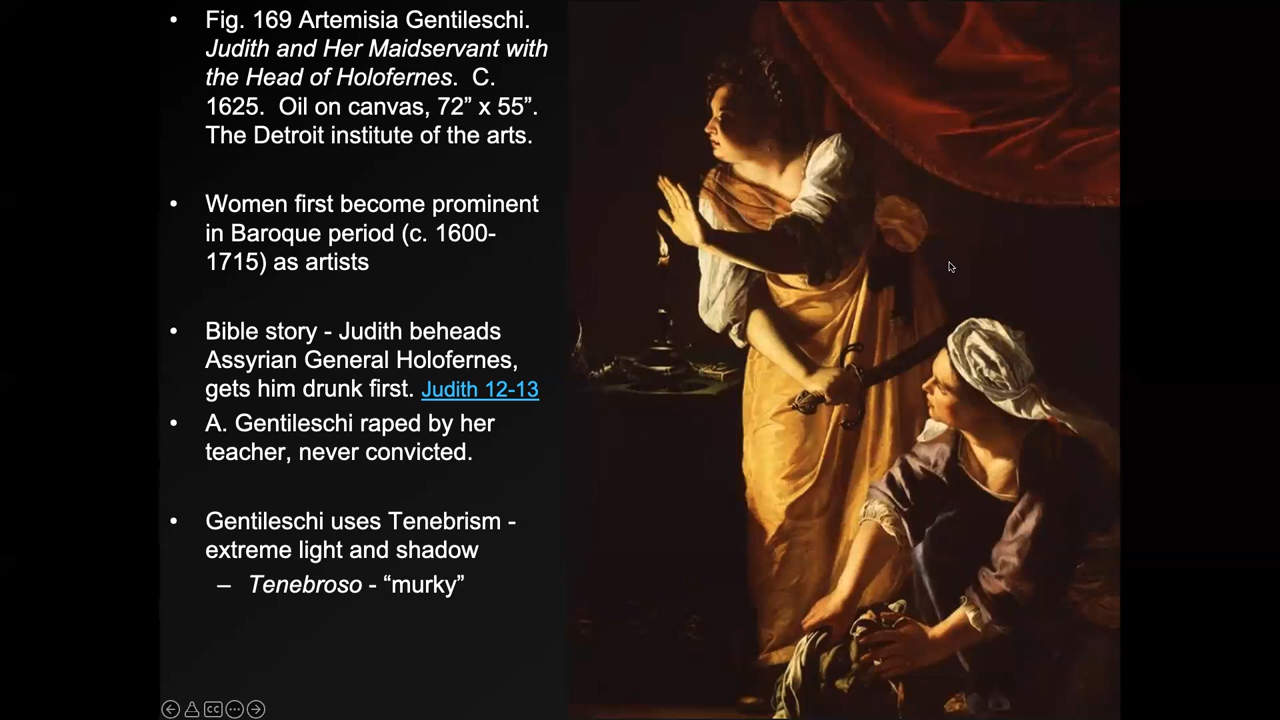 • Fig. 169 Artemisia Gentileschi.
Judith and Her Maidservant with
the Head of Holofernes. C.
1625. Oil on canvas, 72” x 55”.
The Detroit institute of the arts.
• Women first become prominent
in Baroque period (c. 1600-
1715) as artists
• Bible story - Judith beheads
Assyrian General Holofernes,
gets him drunk first. Judith 12-13
• A. Gentileschi raped by her
teacher, never convicted.
• Gentileschi uses Tenebrism -
extreme light and shadow
– Tenebroso - “murky”
CC